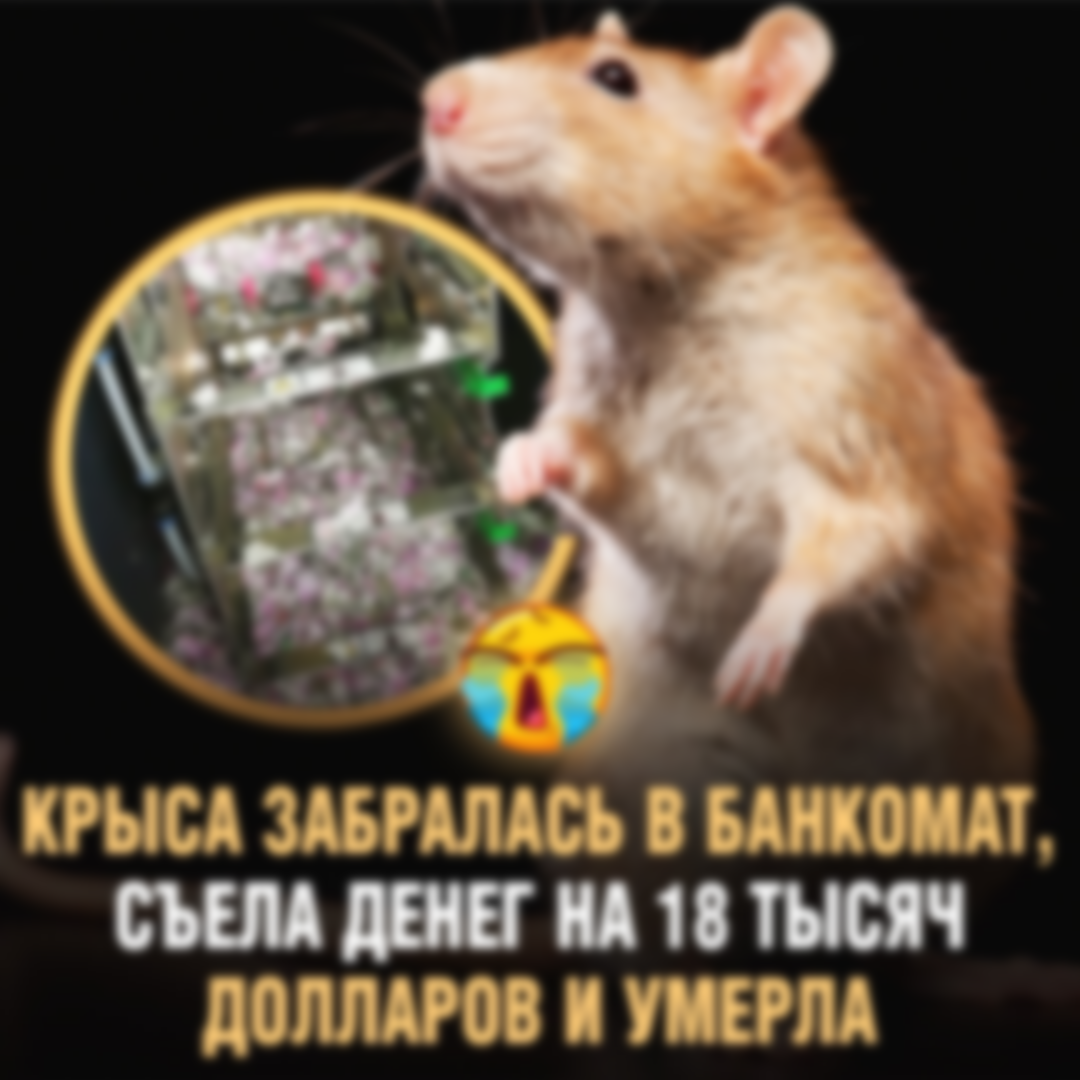 КРЫСА ЗАБРАЛАСЬ В БАНКОМАТ,
СЪЕЛА ДЕНЕГ НА 18 ТЫСЯЧ
ДОЛЛАРОВ И УМЕРЛА